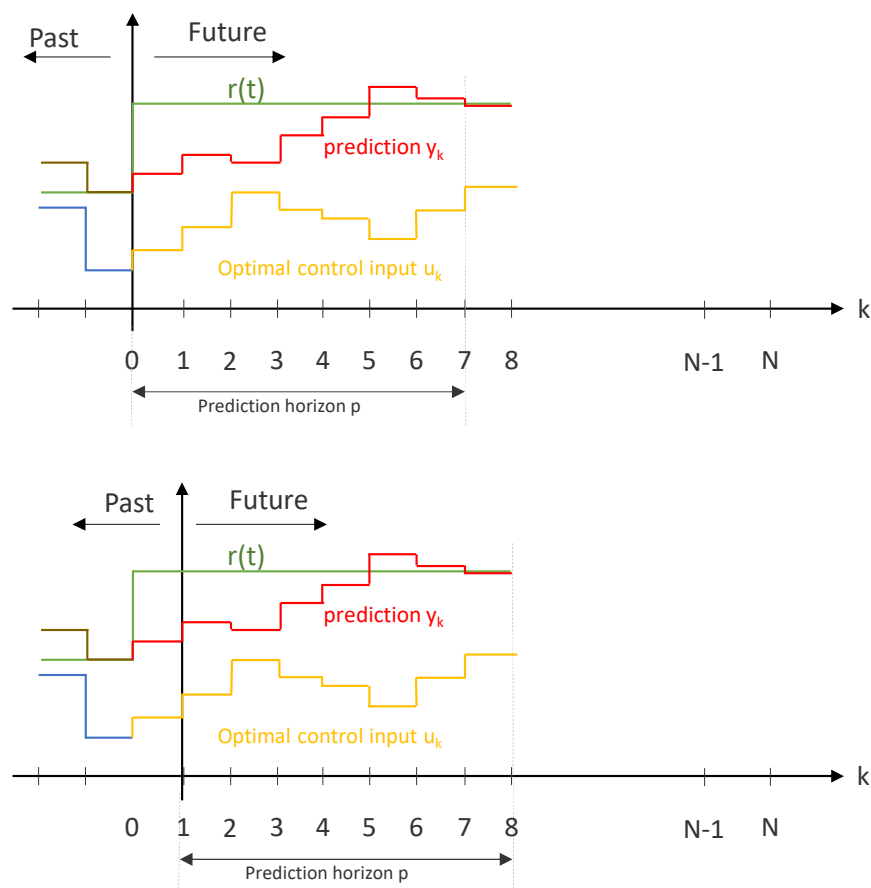 Past Future
r(t)
prediction yk
Optimal control input uk
k
0 1 2 3 4 5 6 7 8 N-1 N
Prediction horizon p
Past Future
r(t)
prediction yk
Optimal control input uk
k
0 1 2 3 4 5 6 7 8 N-1 N
Prediction horizon p